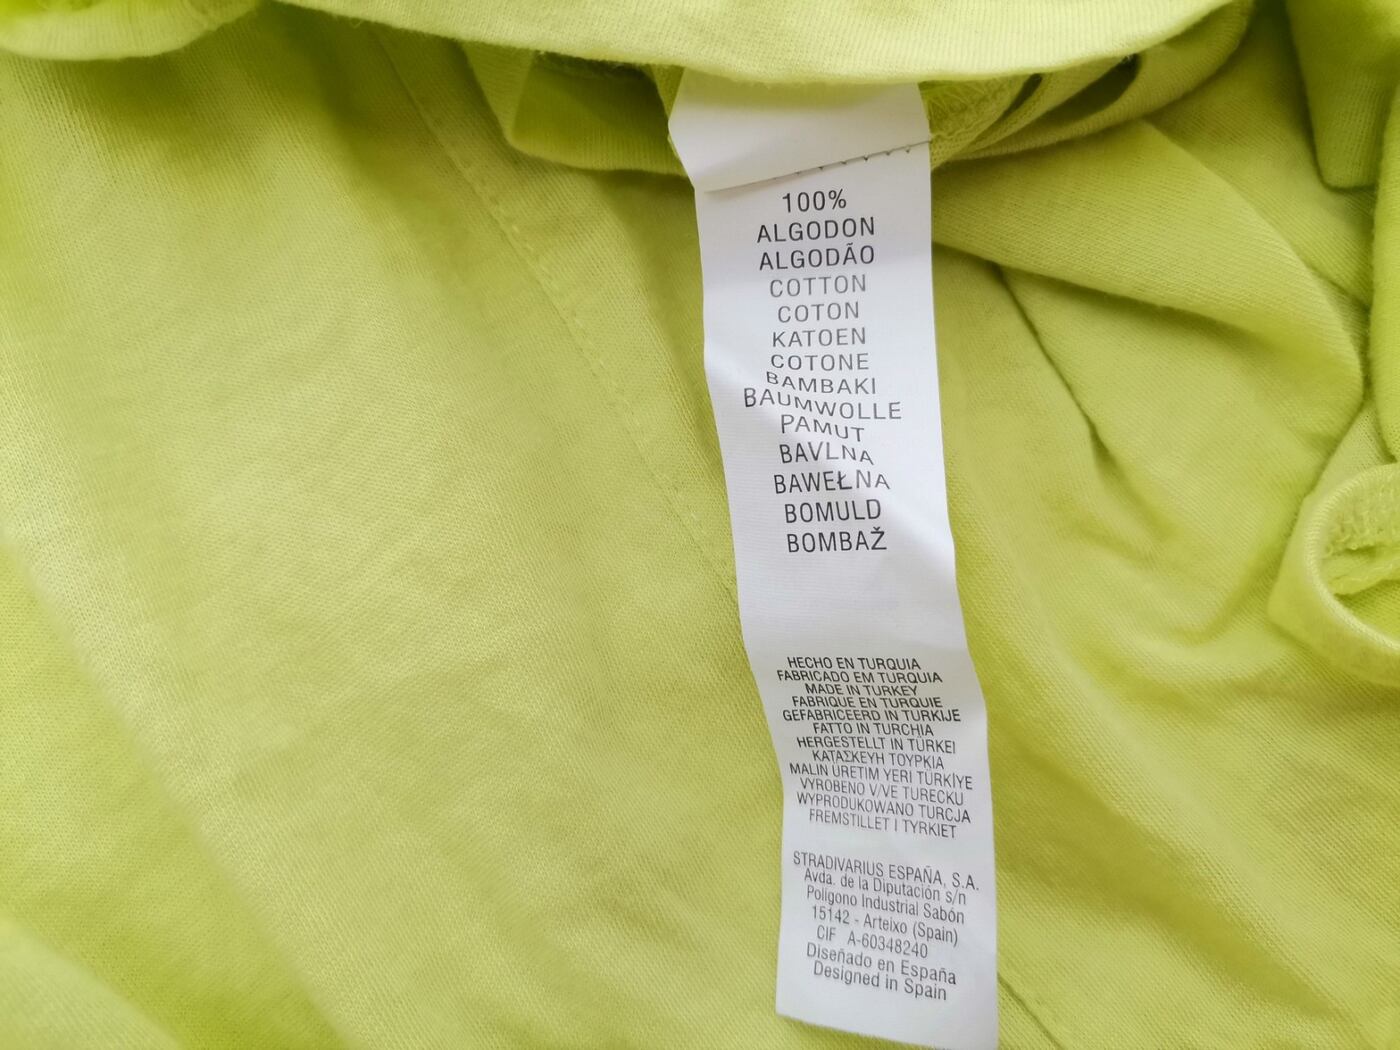 100%
ALGODON
ALGODÃO
COTTON
COTON
KATOEN
COTONE
BAMBAKI
BAUMWOLLE
PAMUT
BAVLNA
BAWEŁNA
BOMULD
BOMBAŽ
HECHO EN TURQUIA
FABRICADO EM TURQUIA
MADE IN TURKEY
FABRIQUE EN TURQUIE
GEFABRICEERD IN TURKIJE
FATTO IN TURCHIA
HERGESTELLT IN TÜRKEI
ΚΑΤΑΣΚΕΥΗ ΤΟΥΡΚΙΑ
MALIN ÜRETIM YERI TÜRKİYE
VYROBENO V/VE TURECKU
WYPRODUKOWANO TURCJA
FREMSTILLET I TYRKIET
STRADIVARIUS ESPAÑA, S.A.
Avda. de la Diputación s/n
Polígono Industrial Sabón
15142 - Arteixo (Spain)
CIF A-60348240
Diseñado en España
Designed in Spain